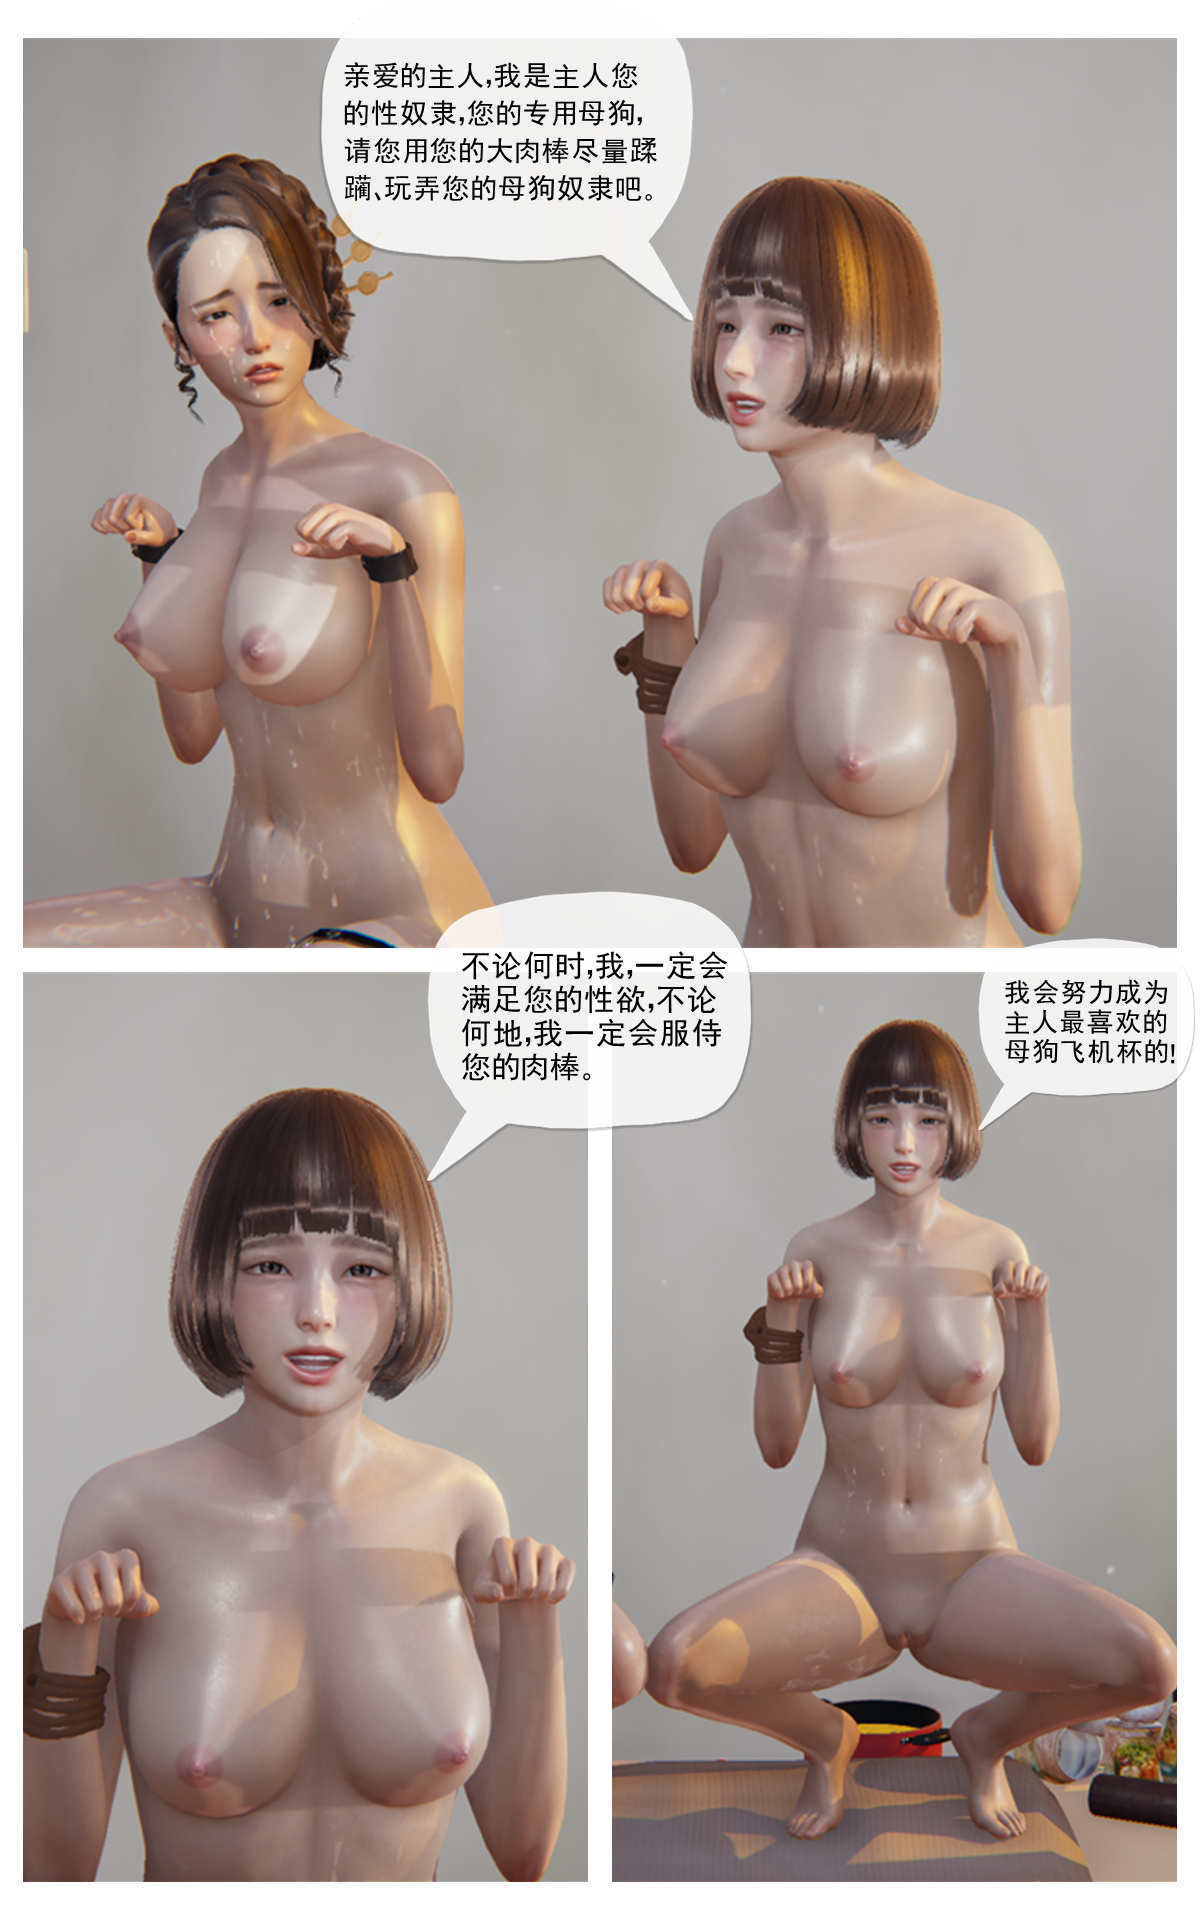 亲爱的主人,我是主人您
的性奴隶,您的专用母狗,
请您用您的大肉棒尽量蹂
躏、玩弄您的母狗奴隶吧。
不论何时,我,一定会
满足您的性欲,不论
何地,我一定会服侍
您的肉棒。
我会努力成为
主人最喜欢的
母狗飞机杯的!